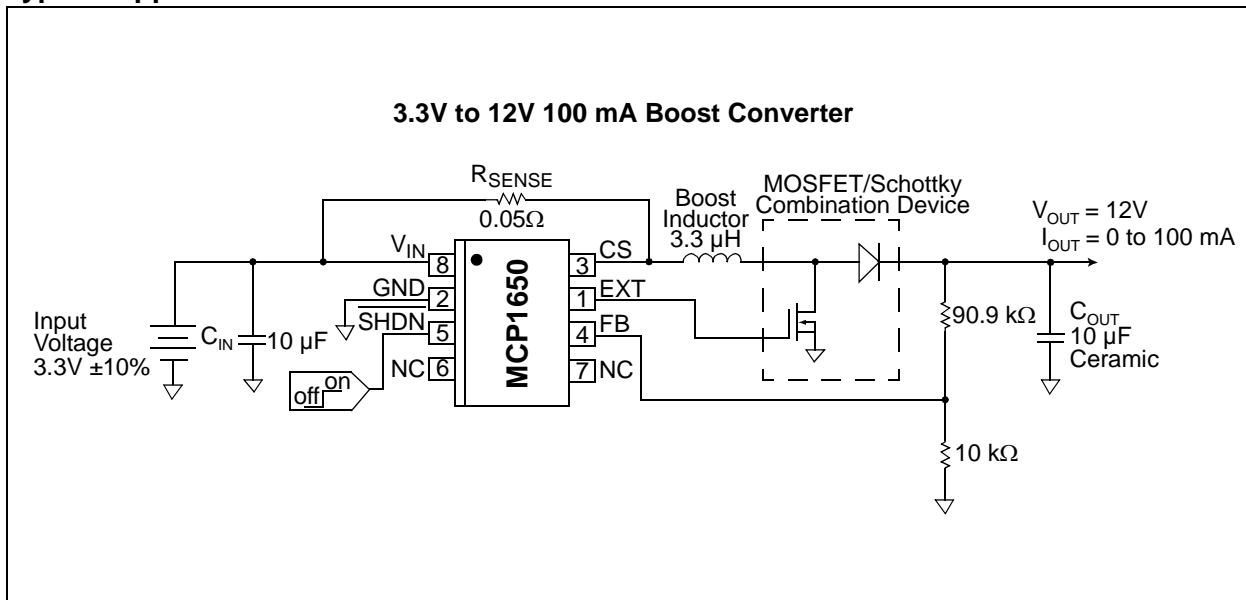 3.3V to 12V 100 mA Boost Converter
RSENSE
0.05Ω
Boost
Inductor
3.3 µH
MOSFET/Schottky
Combination Device
VOUT = 12V
IOUT = 0 to 100 mA
VIN
8
3
CS
GND
2
1
EXT
SHDN
5
4
FB
NC
6
7
NC
MCP1650
Input
Voltage
3.3V ±10%
CIN
10 µF
off
on
90.9 kΩ
COUT
10 µF
Ceramic
10 kΩ